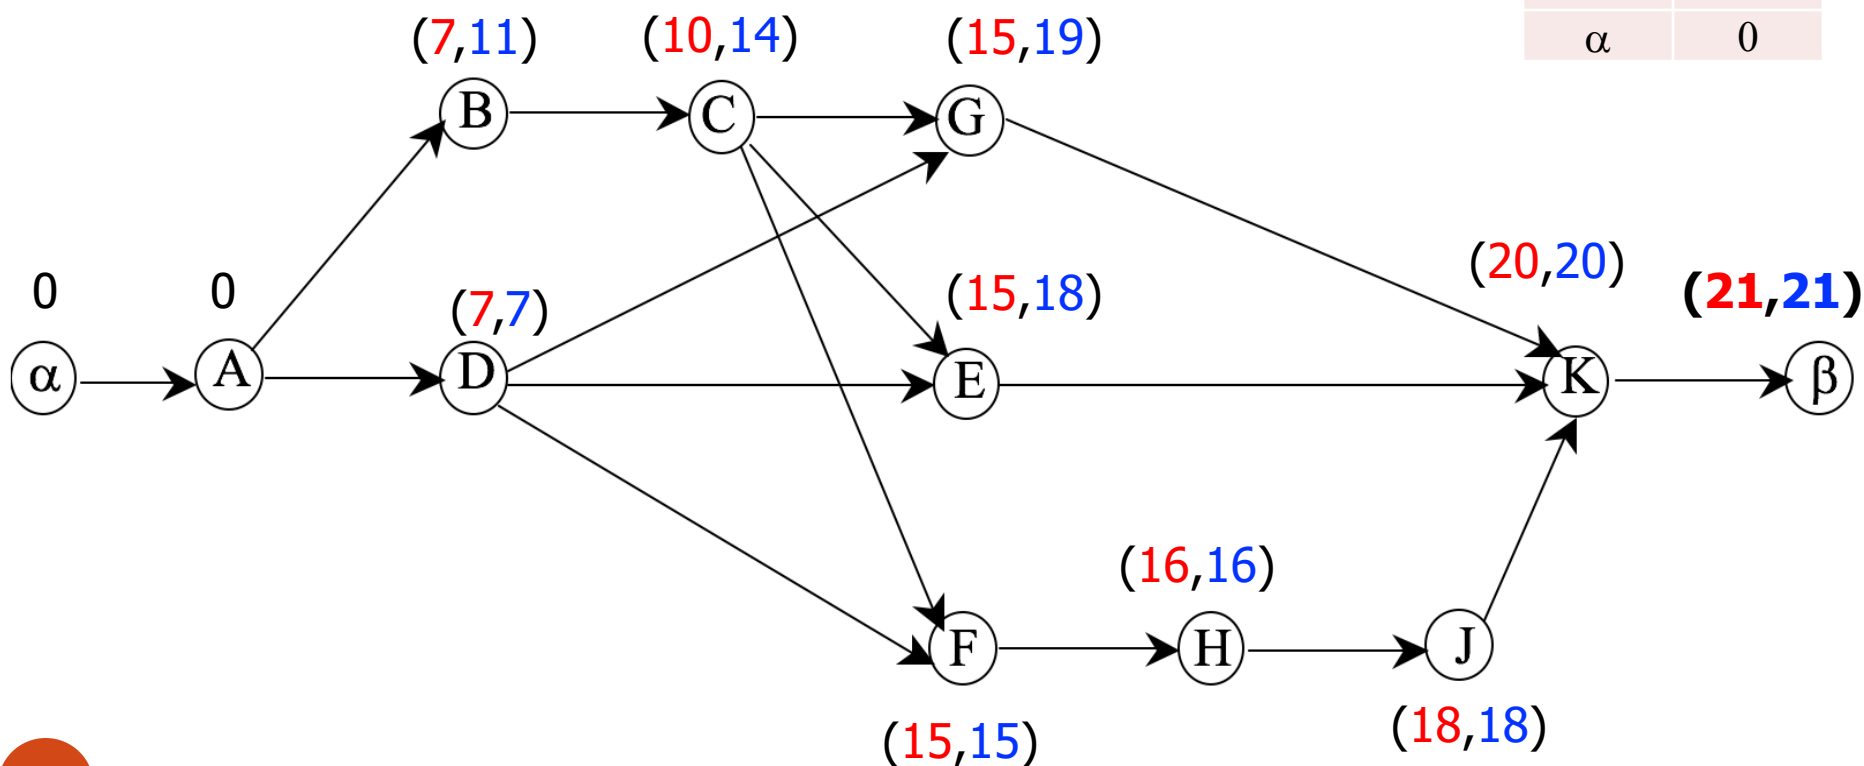 (7,11) (10,14) (15,19) α 0
B C G
0 0 (7,7) (15,18) (20,20) (21,21)
α A D E K β
(16,16)
F H J
(15,15) (18,18)